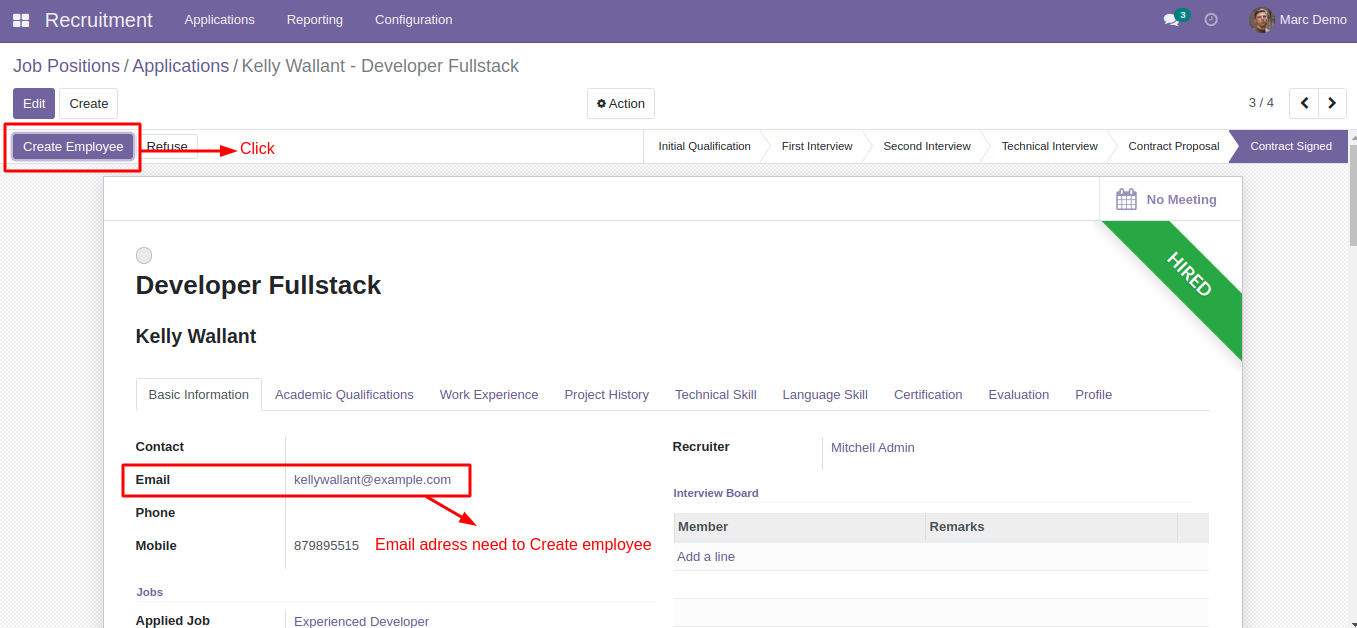 Recruitment Applications Reporting Configuration 3 Marc Demo
Job Positions / Applications / Kelly Wallant - Developer Fullstack
Edit Create Action 3 / 4
Create Employee Refuse Click Initial Qualification First Interview Second Interview Technical Interview Contract Proposal Contract Signed
No Meeting
HIRED
Developer Fullstack
Kelly Wallant
Basic Information Academic Qualifications Work Experience Project History Technical Skill Language Skill Certification Evaluation Profile
Contact Recruiter Mitchell Admin
Email kellywallant@example.com
Interview Board
Phone
Member Remarks
Mobile 879895515 Email adress need to Create employee
Add a line
Jobs
Applied Job Experienced Developer